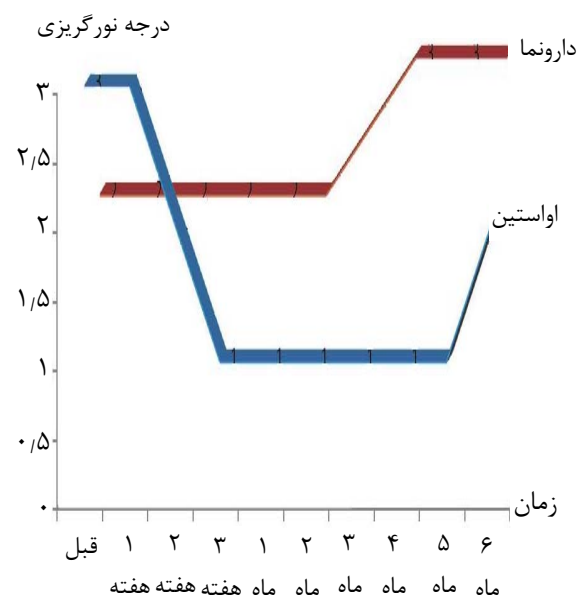 درجه نورگریزی
دارونما
۳
۲/۵
۲
اواستین
۱/۵
۱
۰/۵
۰
زمان
قبل ۱ ۲ ۳ ۱ ۲ ۳ ۴ ۵ ۶
هفته هفته هفته ماه ماه ماه ماه ماه ماه